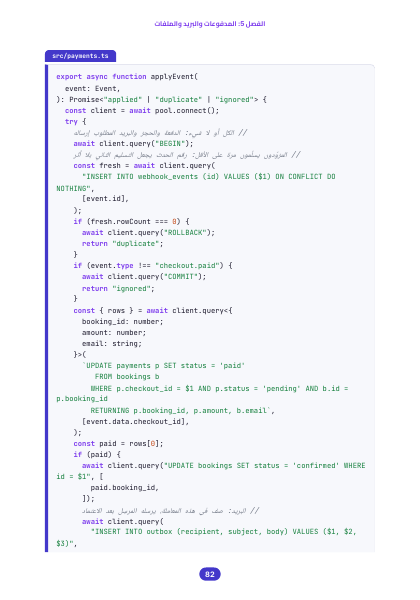 الفصل 5: المدفوعات والبريد والملفات
src/payments.ts
export async function applyEvent(
event: Event,
): Promise<"applied" | "duplicate" | "ignored"> {
const client = await pool.connect();
try {
// الكل أو لا شيء: الدفعة والحجز والبريد المطلوب إرساله
await client.query("BEGIN");
// المزوّدون يسلّمون مرة على الأقل: رقم الحدث يجعل التسليم الثاني بلا أثر
const fresh = await client.query(
"INSERT INTO webhook_events (id) VALUES ($1) ON CONFLICT DO
NOTHING",
[event.id],
);
if (fresh.rowCount === 0) {
await client.query("ROLLBACK");
return "duplicate";
}
if (event.type !== "checkout.paid") {
await client.query("COMMIT");
return "ignored";
}
const { rows } = await client.query<{
booking_id: number;
amount: number;
email: string;
}>(
`UPDATE payments p SET status = 'paid'
FROM bookings b
WHERE p.checkout_id = $1 AND p.status = 'pending' AND b.id =
p.booking_id
RETURNING p.booking_id, p.amount, b.email`,
[event.data.checkout_id],
);
const paid = rows[0];
if (paid) {
await client.query("UPDATE bookings SET status = 'confirmed' WHERE
id = $1", [
paid.booking_id,
]);
// البريد: صف في هذه المعاملة، يرسله المرسل بعد الاعتماد
await client.query(
"INSERT INTO outbox (recipient, subject, body) VALUES ($1, $2,
$3)",
82